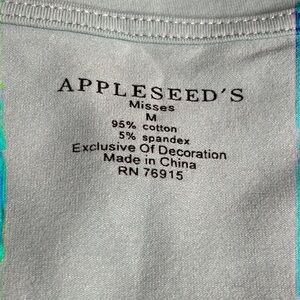 APPLESEED'S
Misses
M
95% cotton
5% spandex
Exclusive Of Decoration
Made in China
RN 76915